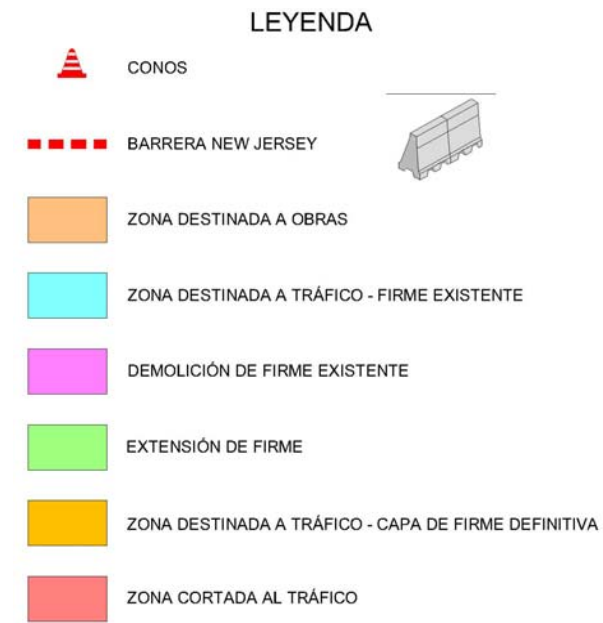 LEYENDA
CONOS
BARRERA NEW JERSEY
ZONA DESTINADA A OBRAS
ZONA DESTINADA A TRÁFICO - FIRME EXISTENTE
DEMOLICIÓN DE FIRME EXISTENTE
EXTENSIÓN DE FIRME
ZONA DESTINADA A TRÁFICO - CAPA DE FIRME DEFINITIVA
ZONA CORTADA AL TRÁFICO